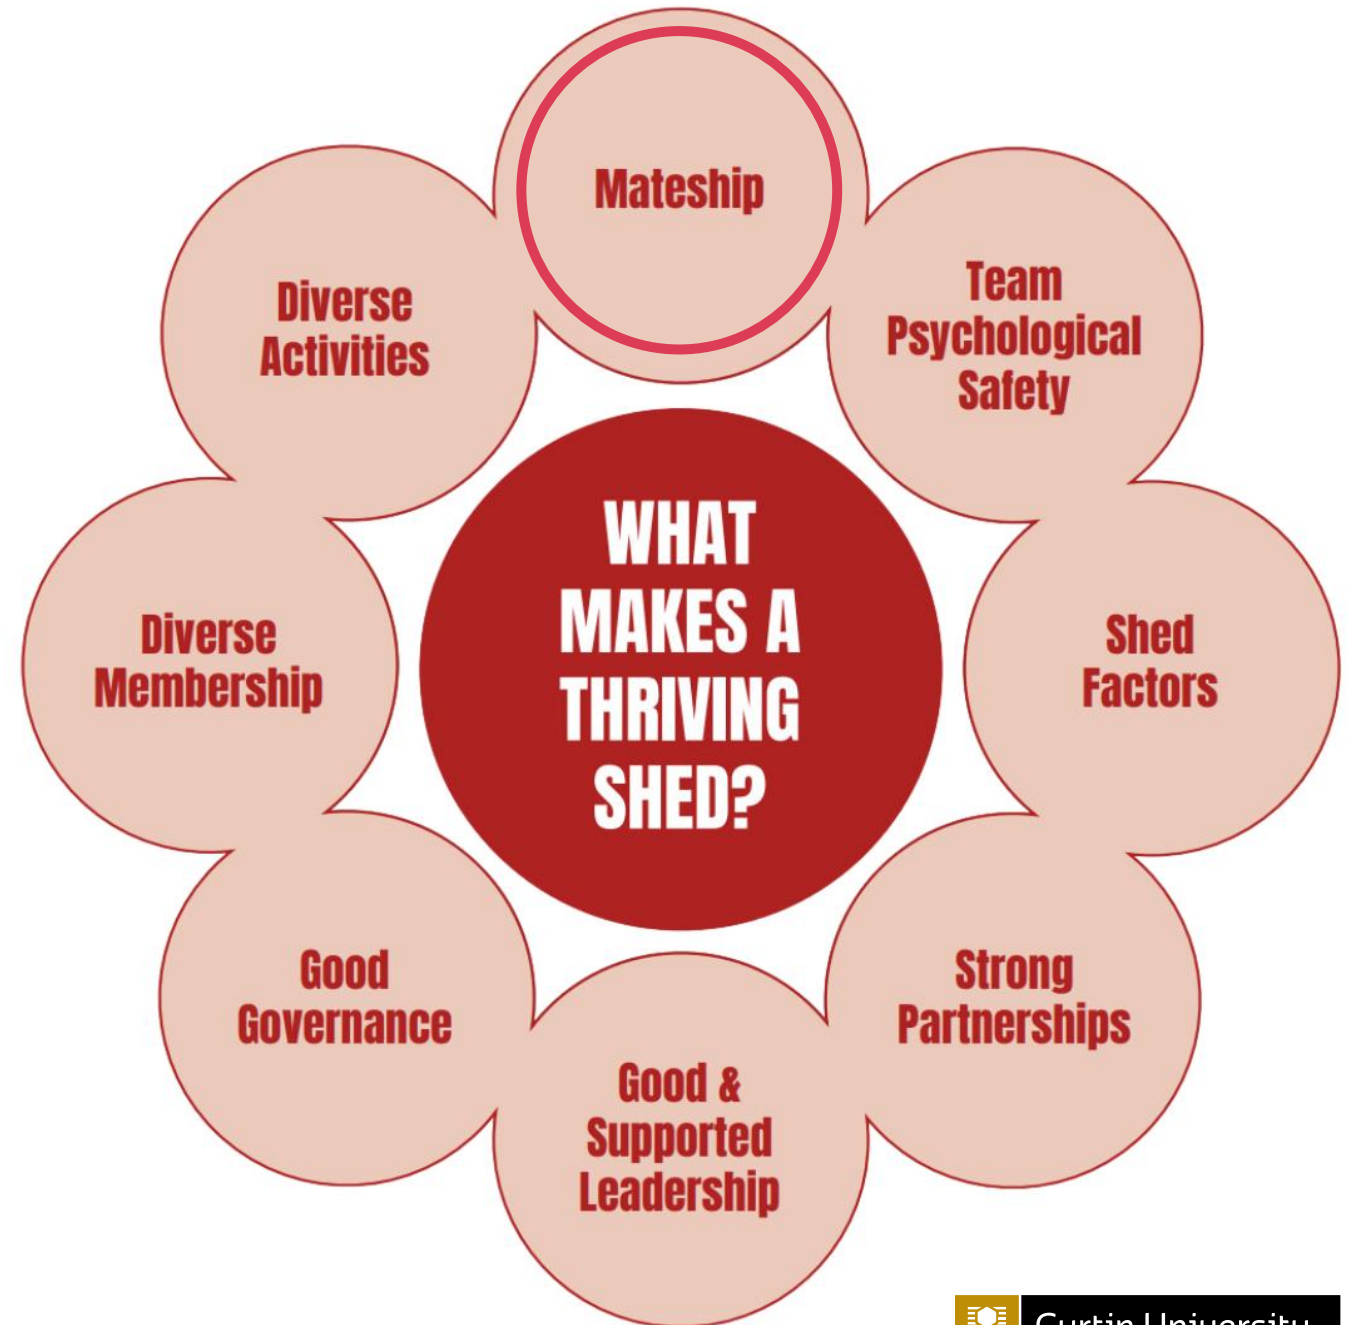 Mateship
Team
Psychological
Safety
Shed
Factors
Strong
Partnerships
Good &
Supported
Leadership
Good
Governance
Diverse
Membership
Diverse
Activities
WHAT
MAKES A
THRIVING
SHED?
Curtin University